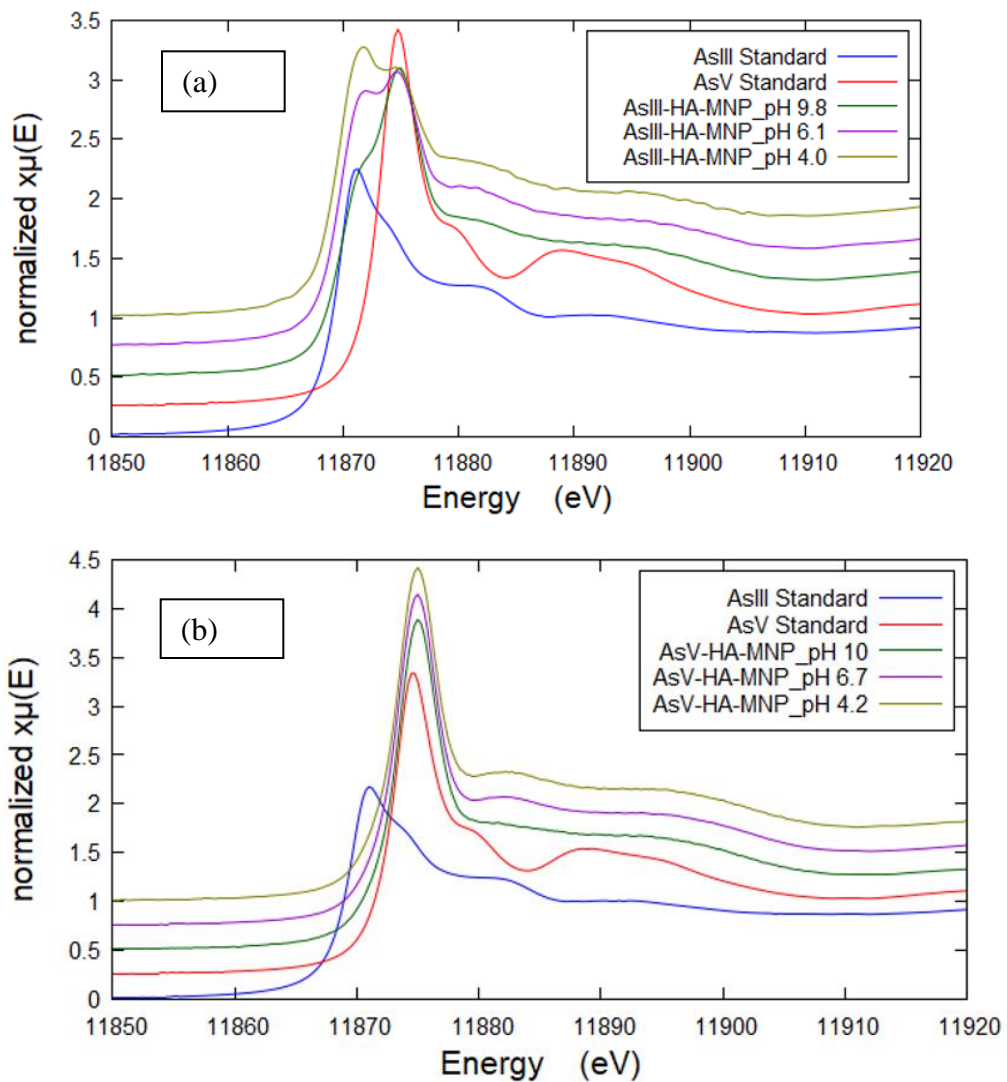 3.5
3
2.5
2
1.5
1
0.5
0
normalized xμ(E)
(a)
AsIII Standard
AsV Standard
AsIII-HA-MNP_pH 9.8
AsIII-HA-MNP_pH 6.1
AsIII-HA-MNP_pH 4.0
11850 11860 11870 11880 11890 11900 11910 11920
Energy (eV)
4.5
4
3.5
3
2.5
2
1.5
1
0.5
0
normalized xμ(E)
(b)
AsIII Standard
AsV Standard
AsV-HA-MNP_pH 10
AsV-HA-MNP_pH 6.7
AsV-HA-MNP_pH 4.2
11850 11860 11870 11880 11890 11900 11910 11920
Energy (eV)